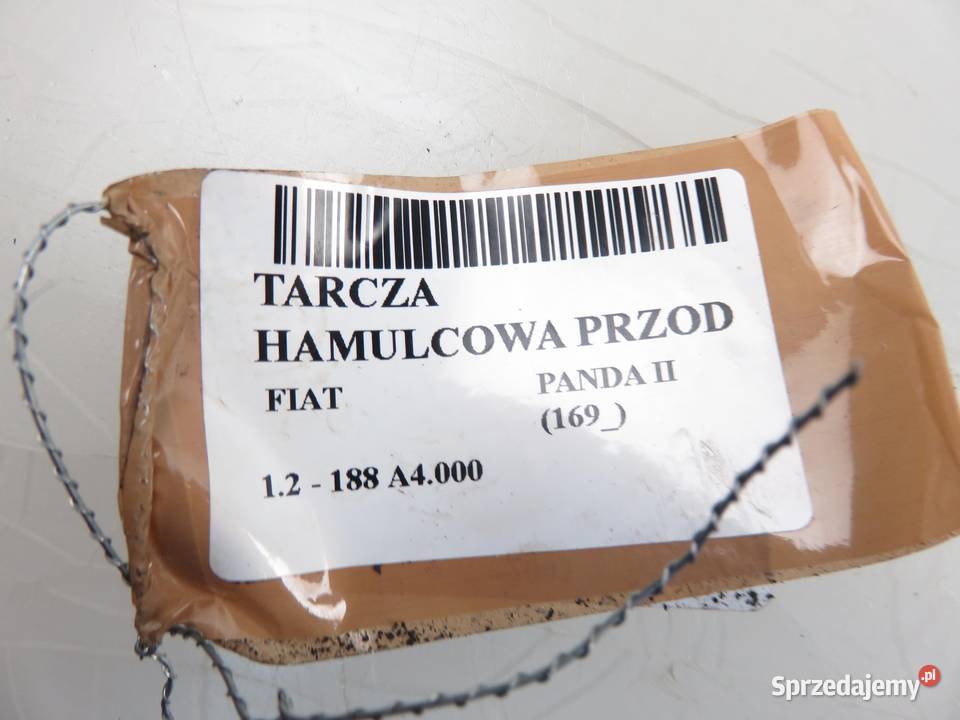 TARCZA
HAMULCOWA PRZOD
FIAT PANDA II
(169_)
1.2 - 188 A4.000
Sprzedajemy.pl